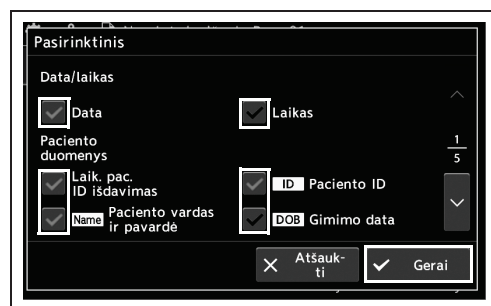 Pasirinktinis
Data/laikas
Data
Laikas
Paciento
duomenys
1
5
Laik. pac.
ID išdavimas
ID Paciento ID
Name Paciento vardas
ir pavardė
DOB Gimimo data
Atšauk-
ti
Gerai